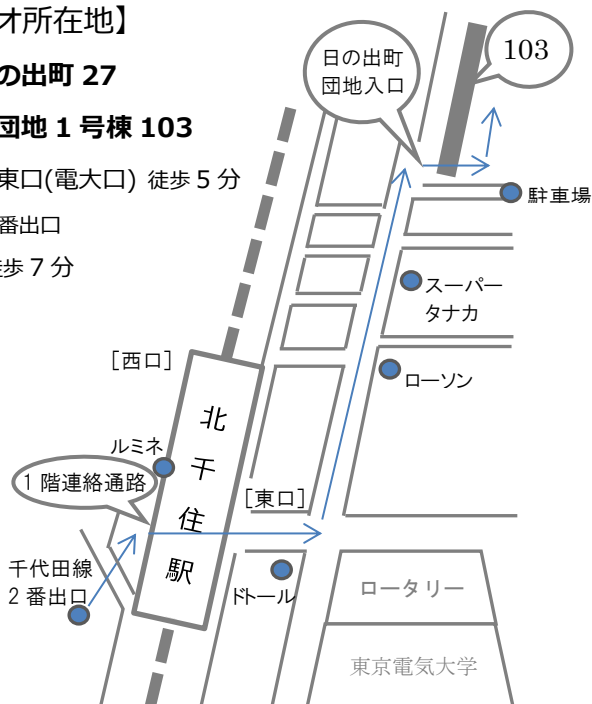 オ所在地】
の出町 27
団地 1 号棟 103
東口(電大口) 徒歩 5 分
番出口
歩 7 分
日の出町
団地入口
103
駐車場
スーパー
タナカ
ローソン
[西口]
北千住駅
ルミネ
1 階連絡通路
[東口]
千代田線
2 番出口
ドトール
ロータリー
東京電気大学